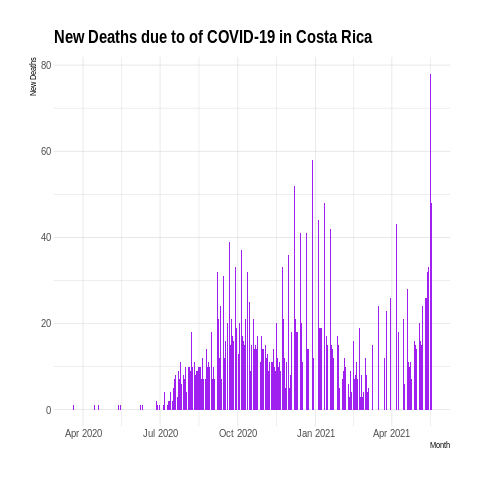 New Deaths due to of COVID-19 in Costa Rica
New Deaths
80
60
40
20
0
Apr 2020
Jul 2020
Oct 2020
Jan 2021
Apr 2021
Month